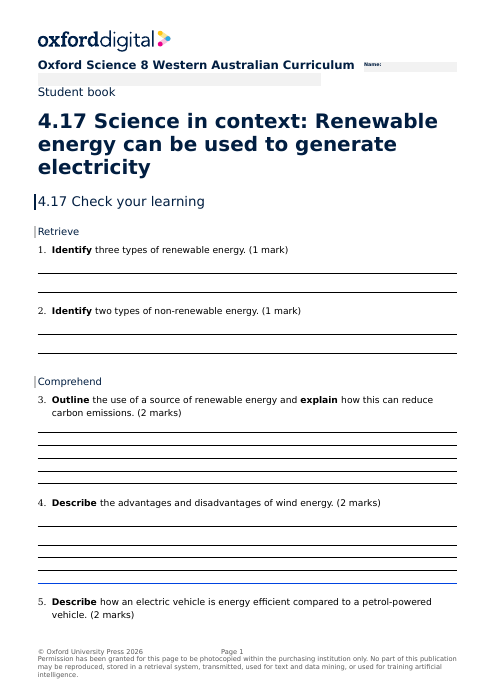 oxforddigital
Oxford Science 8 Western Australian Curriculum Name:
Student book
4.17 Science in context: Renewable
energy can be used to generate
electricity
4.17 Check your learning
Retrieve
1. Identify three types of renewable energy. (1 mark)
2. Identify two types of non-renewable energy. (1 mark)
Comprehend
3. Outline the use of a source of renewable energy and explain how this can reduce
carbon emissions. (2 marks)
4. Describe the advantages and disadvantages of wind energy. (2 marks)
5. Describe how an electric vehicle is energy efficient compared to a petrol-powered
vehicle. (2 marks)
© Oxford University Press 2026 Page 1
Permission has been granted for this page to be photocopied within the purchasing institution only. No part of this publication
may be reproduced, stored in a retrieval system, transmitted, used for text and data mining, or used for training artificial
intelligence.